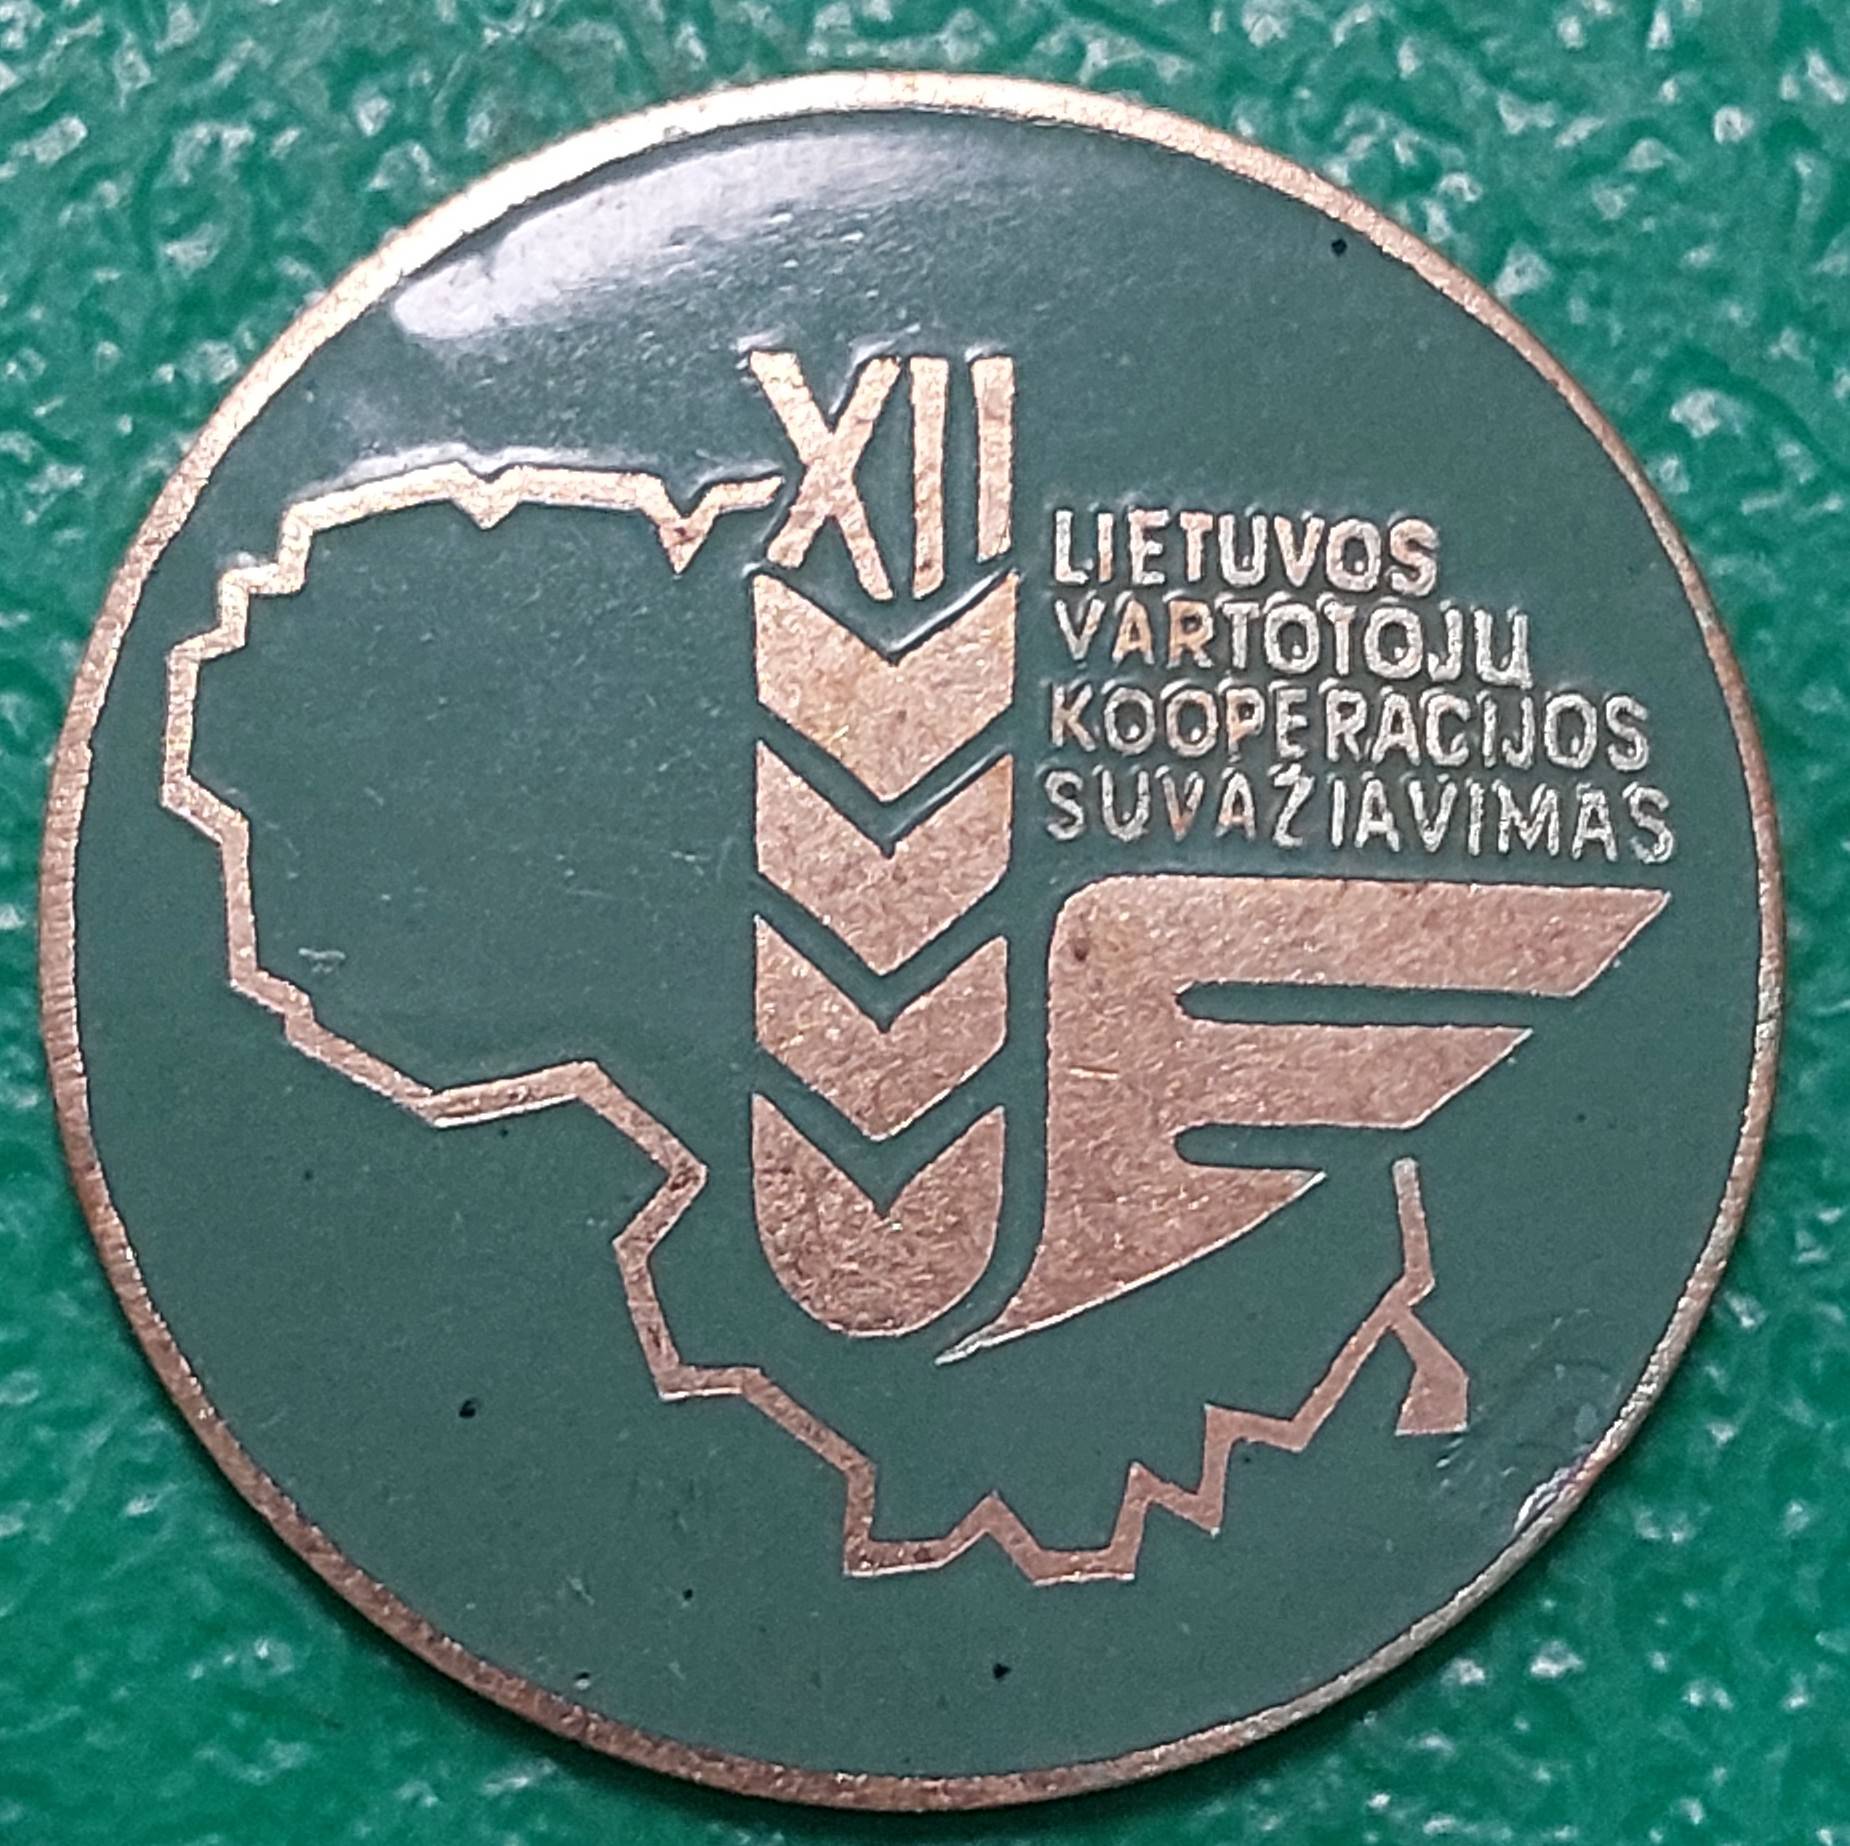 XII
LIETUVOS
VARTOTOJŲ
KOOPERACIJOS
SUVAŽIAVIMAS